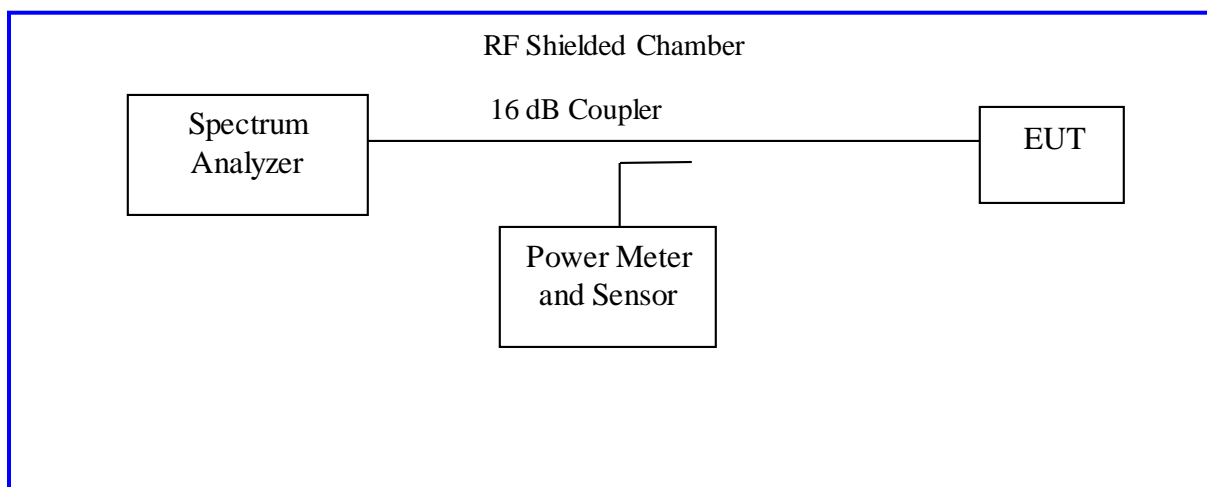 RF Shielded Chamber
16 dB Coupler
Spectrum
Analyzer
EUT
Power Meter
and Sensor